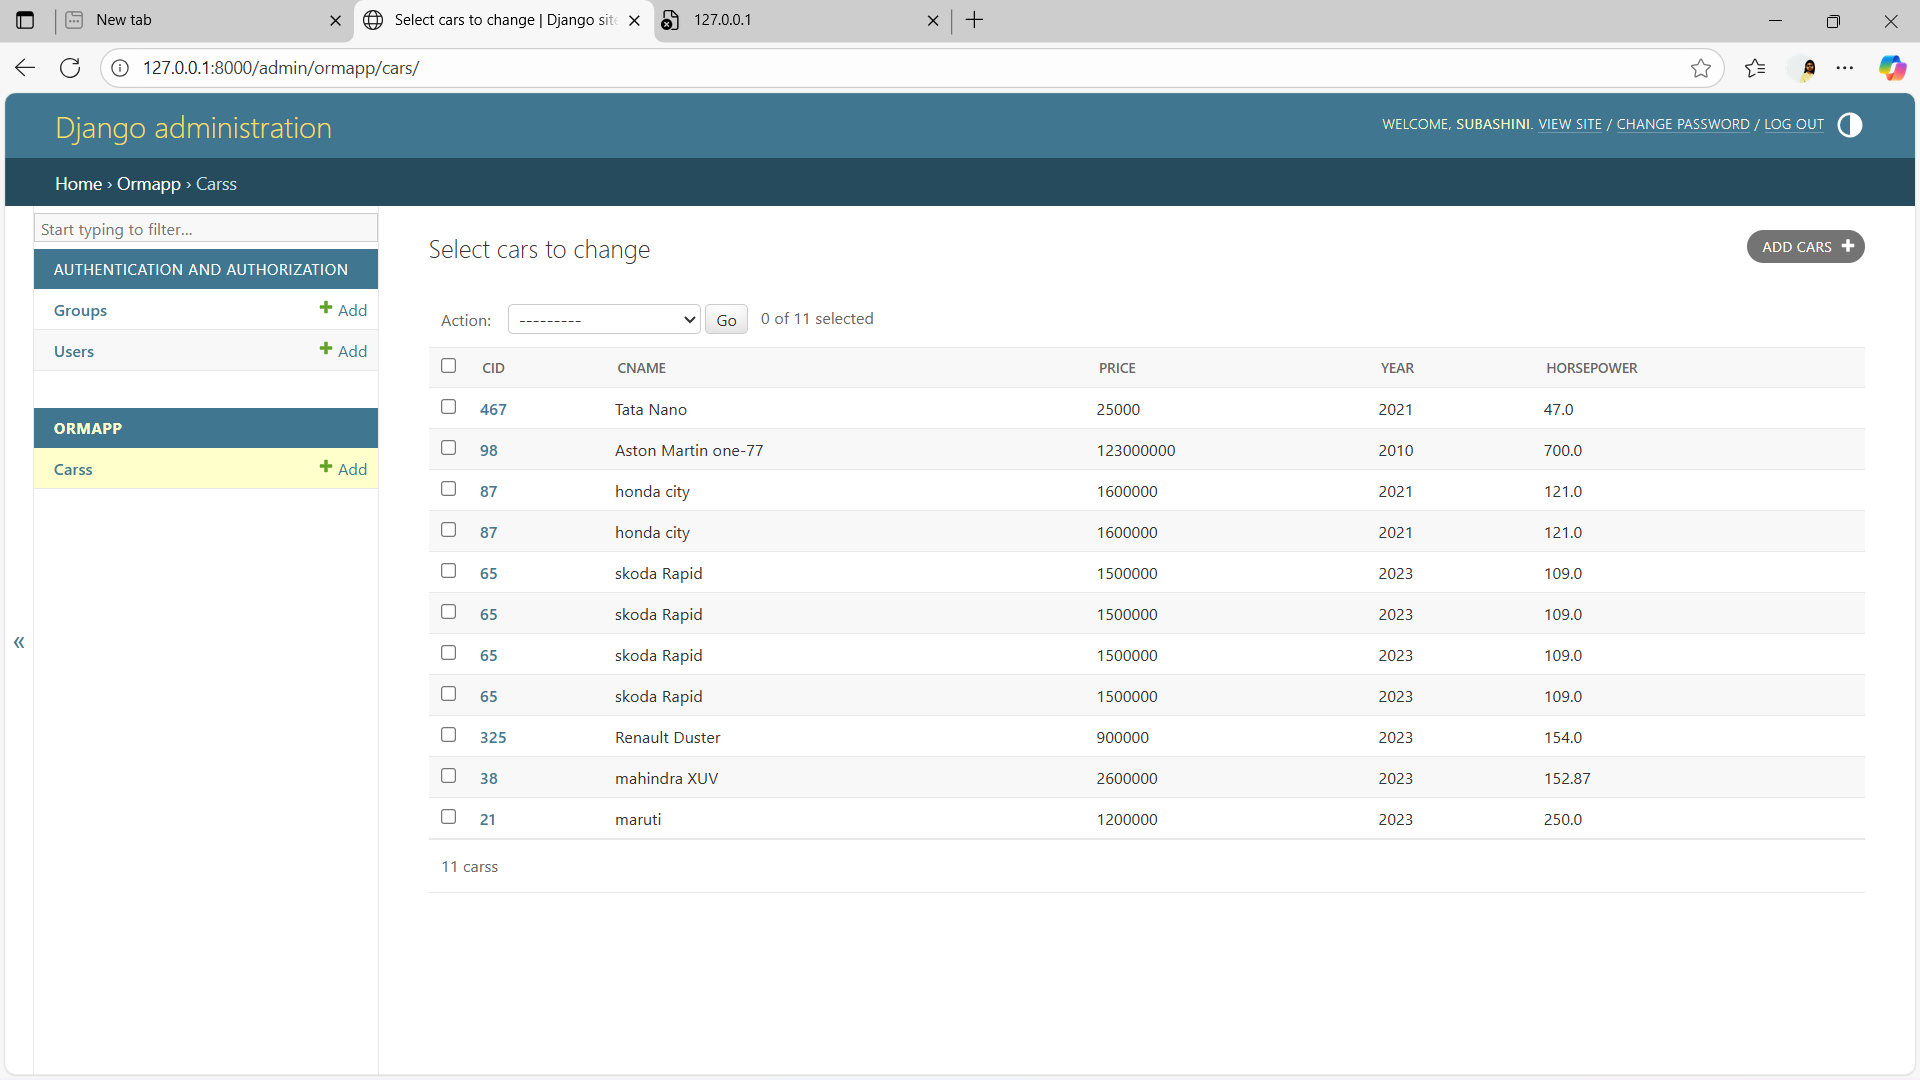 New tab
Select cars to change | Django site
127.0.0.1
127.0.0.1:8000/admin/ormapp/cars/
Django administration
WELCOME, SUBASHINI. VIEW SITE / CHANGE PASSWORD / LOG OUT
Home › Ormapp › Carss
Start typing to filter...
AUTHENTICATION AND AUTHORIZATION
Groups Add
Users Add
ORMAPP
Carss Add
«
Select cars to change
ADD CARS
Action: --------- Go 0 of 11 selected
CID CNAME PRICE YEAR HORSEPOWER
467 Tata Nano 25000 2021 47.0
98 Aston Martin one-77 123000000 2010 700.0
87 honda city 1600000 2021 121.0
87 honda city 1600000 2021 121.0
65 skoda Rapid 1500000 2023 109.0
65 skoda Rapid 1500000 2023 109.0
65 skoda Rapid 1500000 2023 109.0
65 skoda Rapid 1500000 2023 109.0
325 Renault Duster 900000 2023 154.0
38 mahindra XUV 2600000 2023 152.87
21 maruti 1200000 2023 250.0
11 carss